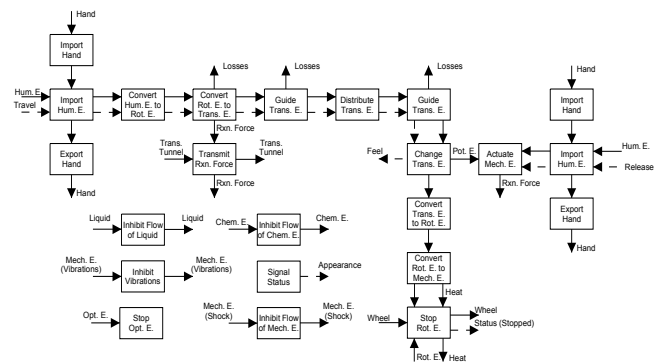 Hand
Import
Hand
Losses
Losses
Losses
Hand
Hum. E.
Travel
Import
Hum. E.
Convert
Hum. E.
to Rot. E.
Convert
Rot. E. to
Trans. E.
Guide
Trans. E.
Distribute
Trans. E.
Guide
Trans. E.
Import
Hand
Rxn. Force
Export
Hand
Trans.
Tunnel
Transmit
Rxn. Force
Trans.
Tunnel
Feel
Change
Trans. E.
Pot. E.
Actuate
Mech. E.
Import
Hum. E.
Hum. E.
Release
Hand
Rxn. Force
Rxn. Force
Convert
Trans. E.
to Rot. E.
Export
Hand
Hand
Liquid
Inhibit Flow
of Liquid
Liquid
Chem. E.
Inhibit Flow
of Chem. E.
Chem. E.
Mech. E.
(Vibrations)
Inhibit
Vibrations
Mech. E.
(Vibrations)
Signal
Status
Appearance
Convert
Rot. E. to
Mech. E.
Heat
Opt. E.
Stop
Opt. E.
Mech. E.
(Shock)
Inhibit Flow
of Mech. E.
Mech. E.
(Shock)
Wheel
Stop
Rot. E.
Wheel
Status (Stopped)
Rot. E.
Heat